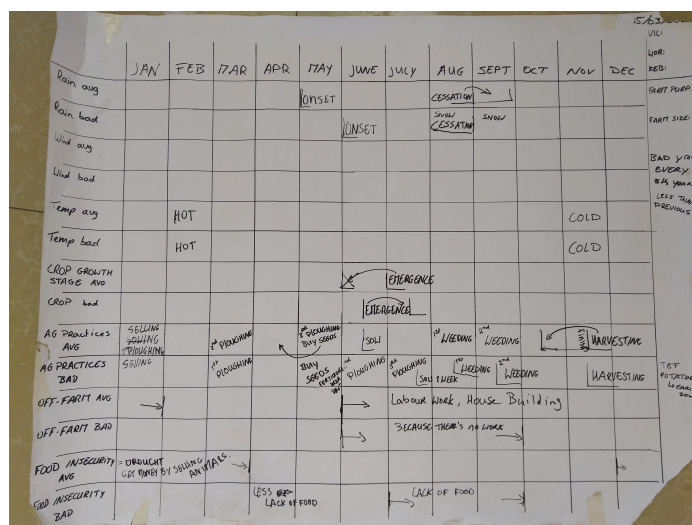 15/03/
VIL:
WOR:
KEB:
JAN FEB MAR APR MAY JUNE JULY AUG SEPT OCT NOV DEC
Rain avg ONSET CESSATION
FARM PURP
Rain bad ONSET SNOW CESSATION SNOW
FARM SIZE:
Wind avg
BAD
EVERY
Wind bad
LESS THA
PREVIOUS
Temp avg HOT COLD
Temp bad HOT COLD
CROP GROWTH
STAGE AVG EMERGENCE
CROP bad EMERGENCE
AG Practices
AVG
SELLING
SOWING
1st PLOUGHING
2nd PLOUGHING
3rd PLOUGHING
BUY SEEDS
SOW
1st WEEDING
2nd WEEDING
Finish
HARVESTING
AG PRACTICES
BAD
SELLING
1st PLOUGHING
BUY
SEEDS
PLOUGHING
3rd PLOUGHING
SOW 1 WEEK
1st WEEDING
2nd WEEDING
HARVESTING
TET
POTATO
OFF-FARM AVG Labour work, House Building
OFF-FARM BAD BECAUSE THERE'S NO WORK
FOOD INSECURITY
AVG
= DROUGHT
GET MONEY BY SELLING
ANIMALS.
FOOD INSECURITY
BAD
LESS
LACK OF FOOD
LACK OF FOOD